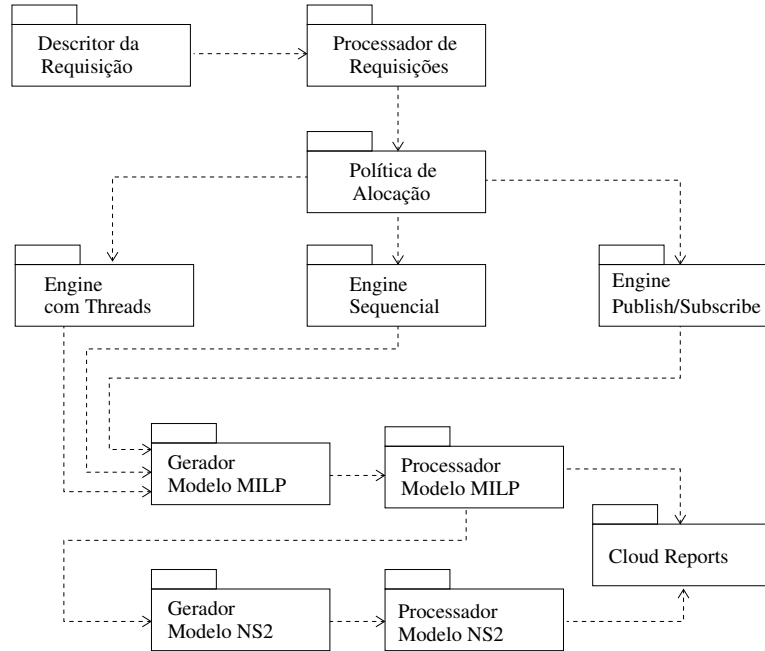 Descritor da
Requisição
Processador de
Requisições
Política de
Alocação
Engine
com Threads
Engine
Sequencial
Engine
Publish/Subscribe
Gerador
Modelo MILP
Processador
Modelo MILP
Cloud Reports
Gerador
Modelo NS2
Processador
Modelo NS2